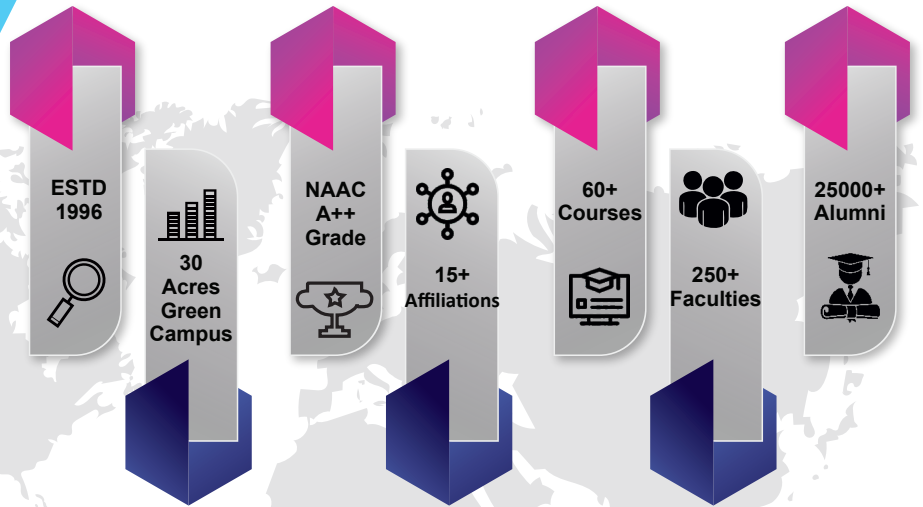 ESTD
1996
30
Acres
Green
Campus
NAAC
A++
Grade
15+
Affiliations
60+
Courses
250+
Faculties
25000+
Alumni